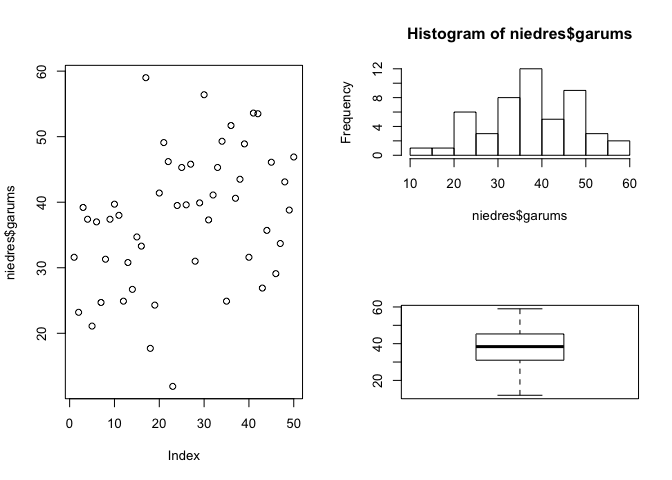 niedres$garums
60
50
40
30
20
0 10 20 30 40 50
Index
Histogram of niedres$garums
Frequency
12
8
4
0
10 20 30 40 50 60
niedres$garums
60
40
20